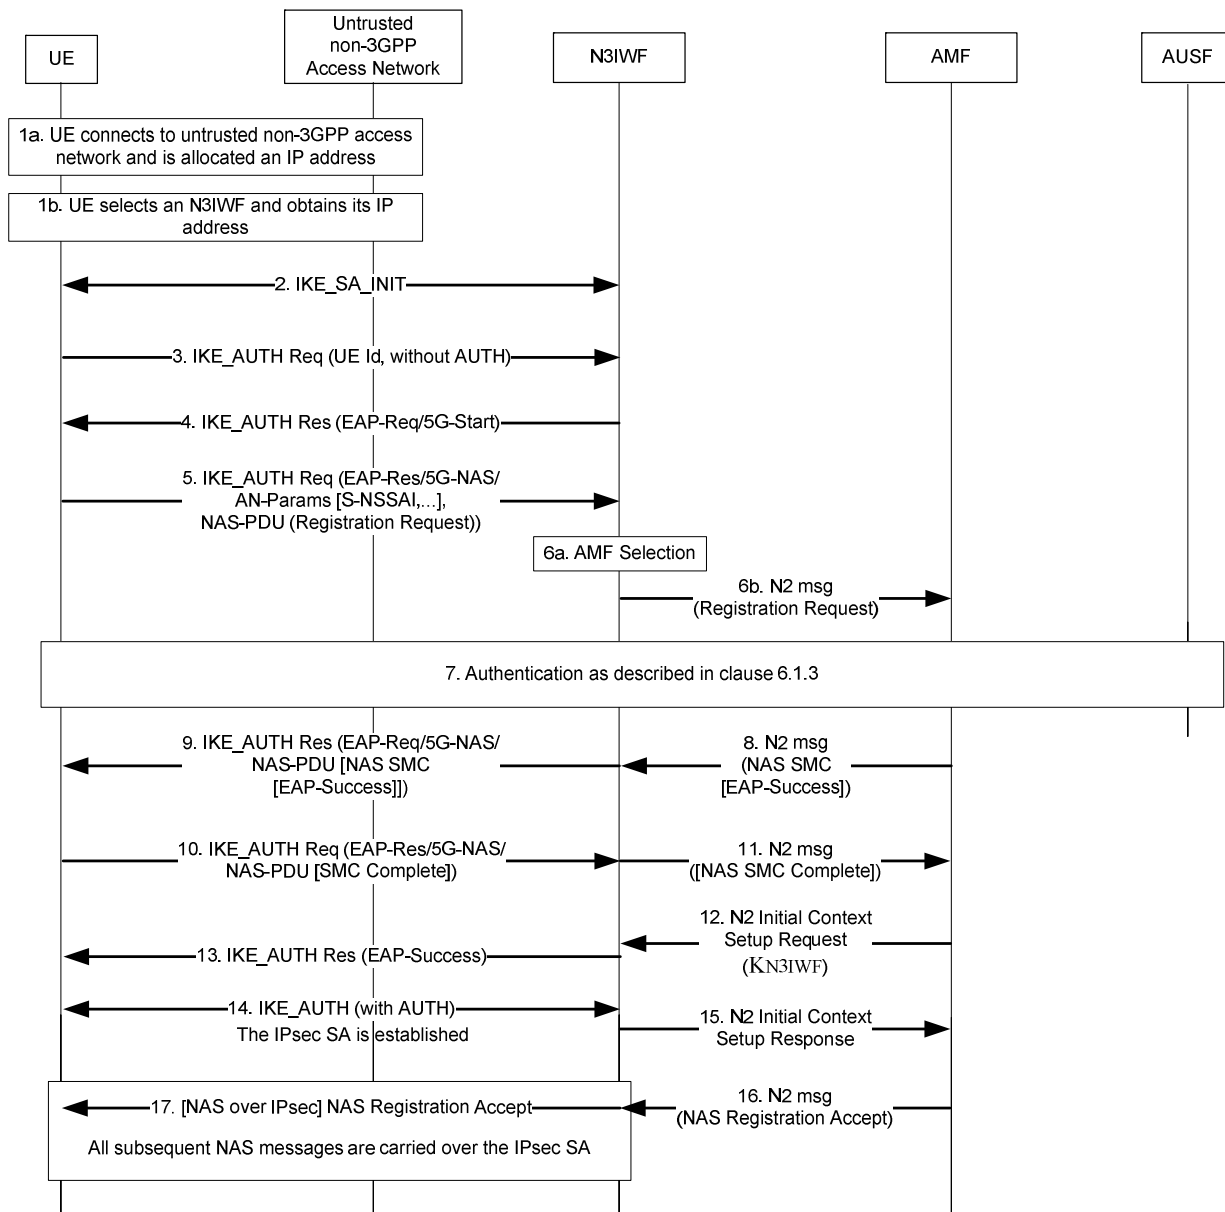 UE
Untrusted
non-3GPP
Access Network
N3IWF
AMF
AUSF
1a. UE connects to untrusted non-3GPP access
network and is allocated an IP address
1b. UE selects an N3IWF and obtains its IP
address
2. IKE_SA_INIT
3. IKE_AUTH Req (UE Id, without AUTH)
4. IKE_AUTH Res (EAP-Req/5G-Start)
5. IKE_AUTH Req (EAP-Res/5G-NAS/
AN-Params [S-NSSAI,...],
NAS-PDU (Registration Request))
6a. AMF Selection
6b. N2 msg
(Registration Request)
7. Authentication as described in clause 6.1.3
9. IKE_AUTH Res (EAP-Req/5G-NAS/
NAS-PDU [NAS SMC
[EAP-Success]])
8. N2 msg
(NAS SMC
[EAP-Success])
10. IKE_AUTH Req (EAP-Res/5G-NAS/
NAS-PDU [SMC Complete])
11. N2 msg
([NAS SMC Complete])
12. N2 Initial Context
Setup Request
(KN3IWF)
13. IKE_AUTH Res (EAP-Success)
14. IKE_AUTH (with AUTH)
The IPsec SA is established
15. N2 Initial Context
Setup Response
16. N2 msg
(NAS Registration Accept)
17. [NAS over IPsec] NAS Registration Accept
All subsequent NAS messages are carried over the IPsec SA